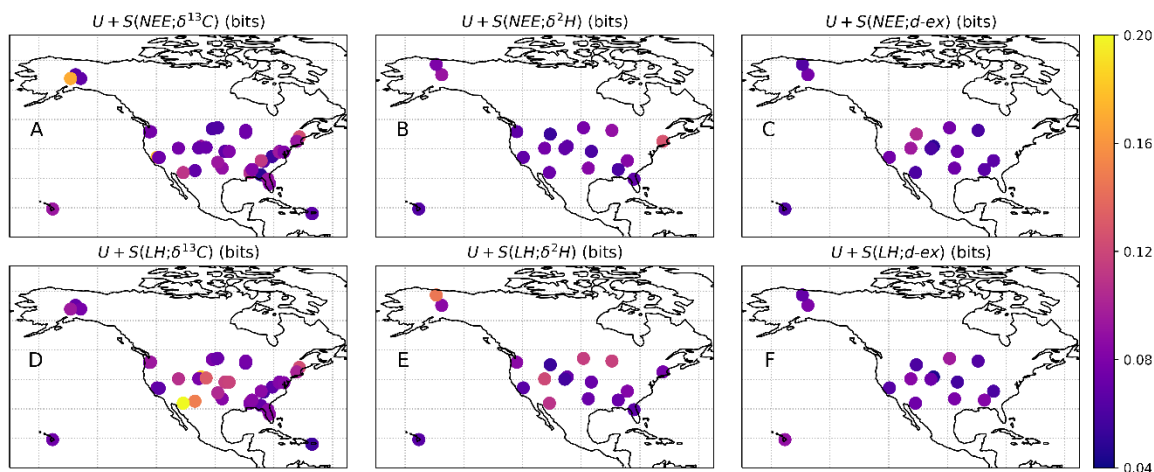 U + S(NEE;δ¹³C) (bits)
U + S(NEE;δ²H) (bits)
U + S(NEE;d-ex) (bits)
A
B
C
U + S(LH;δ¹³C) (bits)
U + S(LH;δ²H) (bits)
U + S(LH;d-ex) (bits)
D
E
F
0.20
0.16
0.12
0.08
0.04